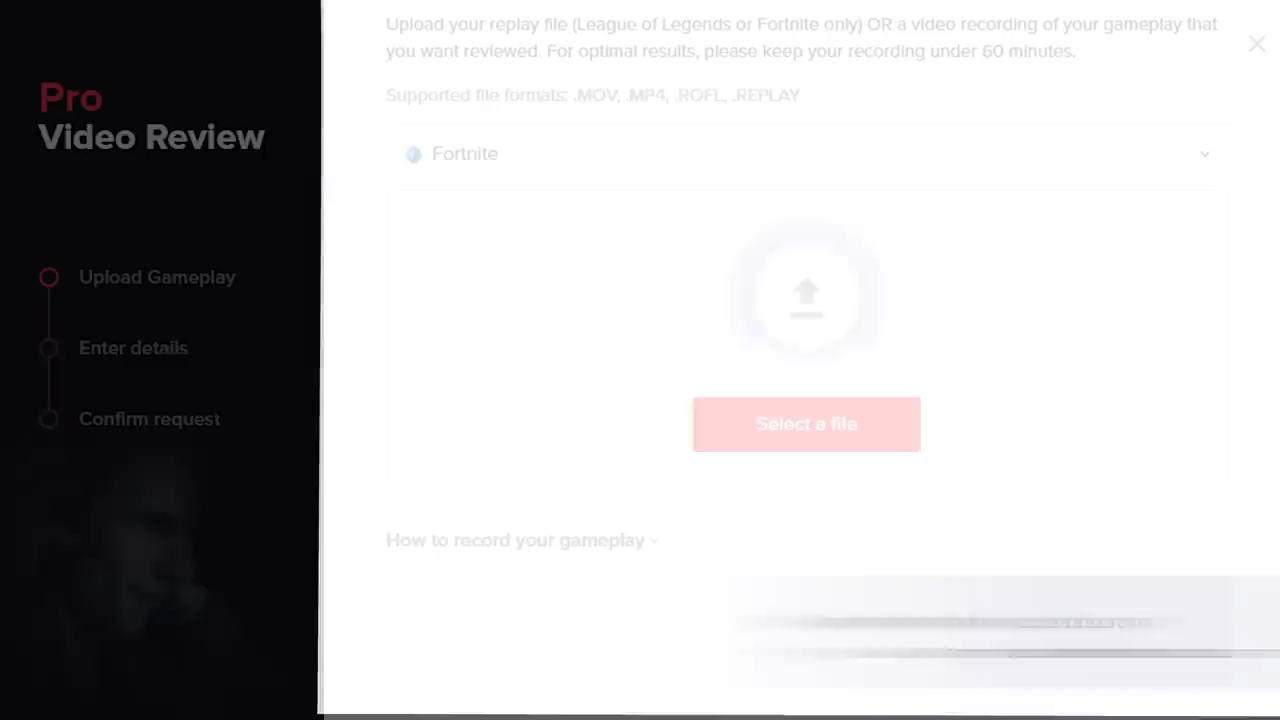 Pro
Video Review
Upload Gameplay
Enter details
Confirm request
Upload your replay file (League of Legends or Fortnite only) OR a video recording of your gameplay that
you want reviewed. For optimal results, please keep your recording under 60 minutes.
Supported file formats: .MOV, .MP4, .ROFL, .REPLAY
Fortnite
Select a file
How to record your gameplay